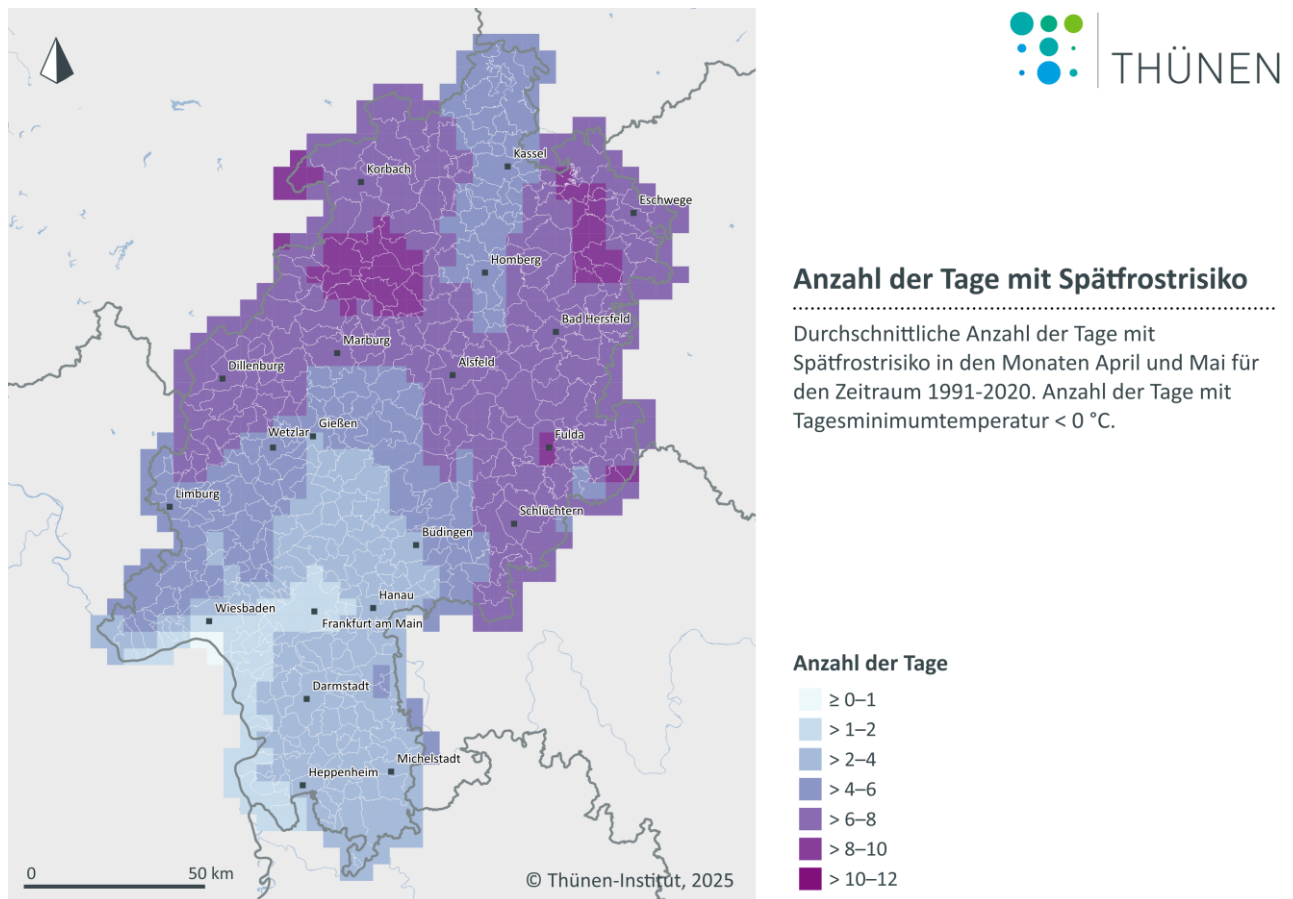 THÜNEN
Kassel
Korbach
Eschwege
Homberg
Bad Hersfeld
Marburg
Alsfeld
Dillenburg
Gießen
Wetzlar
Fulda
Limburg
Schlüchtern
Büdingen
Hanau
Wiesbaden
Frankfurt am Main
Darmstadt
Michelstadt
Heppenheim
0 50 km
© Thünen-Institut, 2025
Anzahl der Tage mit Spätfrostrisiko
Durchschnittliche Anzahl der Tage mit
Spätfrostrisiko in den Monaten April und Mai für
den Zeitraum 1991-2020. Anzahl der Tage mit
Tagesminimumtemperatur < 0 °C.
Anzahl der Tage
≥ 0–1
> 1–2
> 2–4
> 4–6
> 6–8
> 8–10
> 10–12